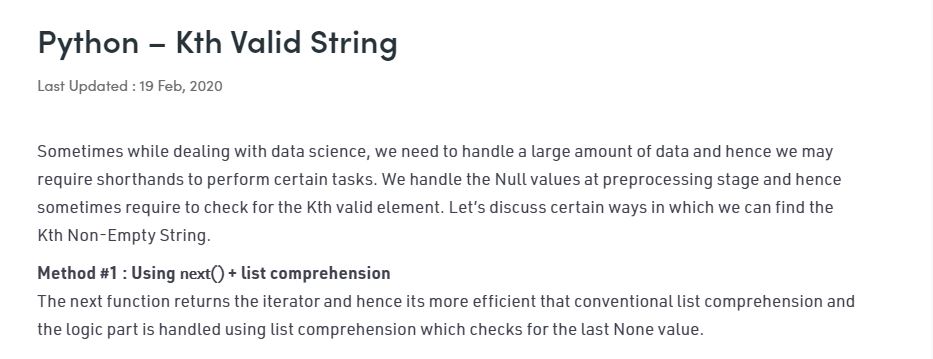 Python – Kth Valid String
Last Updated : 19 Feb, 2020
Sometimes while dealing with data science, we need to handle a large amount of data and hence we may
require shorthands to perform certain tasks. We handle the Null values at preprocessing stage and hence
sometimes require to check for the Kth valid element. Let’s discuss certain ways in which we can find the
Kth Non-Empty String.
Method #1 : Using next() + list comprehension
The next function returns the iterator and hence its more efficient that conventional list comprehension and
the logic part is handled using list comprehension which checks for the last None value.